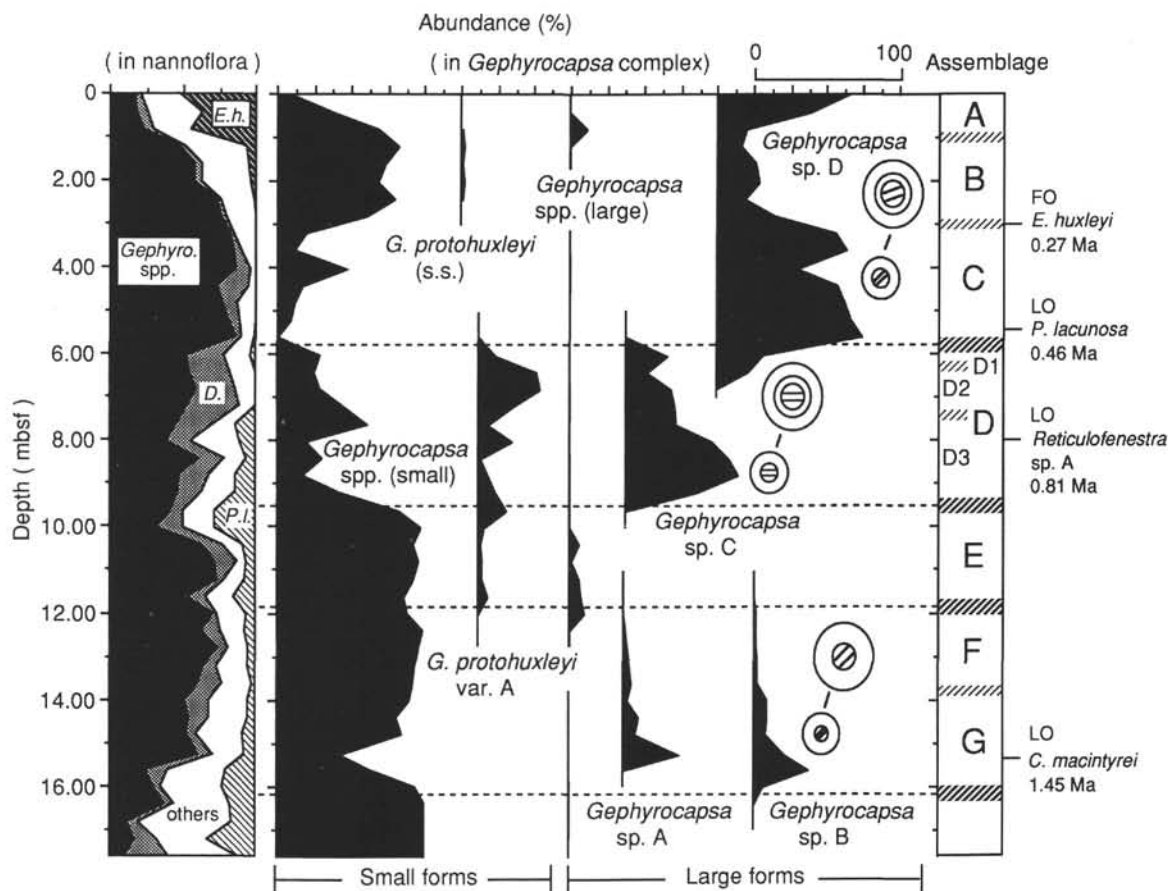 Abundance (%)
( in nannoflora )
( in Gephyrocapsa complex)
0
100
Assemblage
0
2.00
4.00
6.00
8.00
10.00
12.00
14.00
16.00
Depth ( mbsf )
E.h.
Gephyro.
spp.
D.
P.l.
others
Gephyrocapsa
spp. (small)
G. protohuxleyi
(s.s.)
G. protohuxleyi
var. A
Gephyrocapsa
spp. (large)
Gephyrocapsa
sp. D
Gephyrocapsa
sp. C
Gephyrocapsa
sp. A
Gephyrocapsa
sp. B
A
B
C
D1
D2
D
D3
E
F
G
FO
E. huxleyi
0.27 Ma
LO
P. lacunosa
0.46 Ma
LO
Reticulofenestra
sp. A
0.81 Ma
LO
C. macintyrei
1.45 Ma
Small forms
Large forms